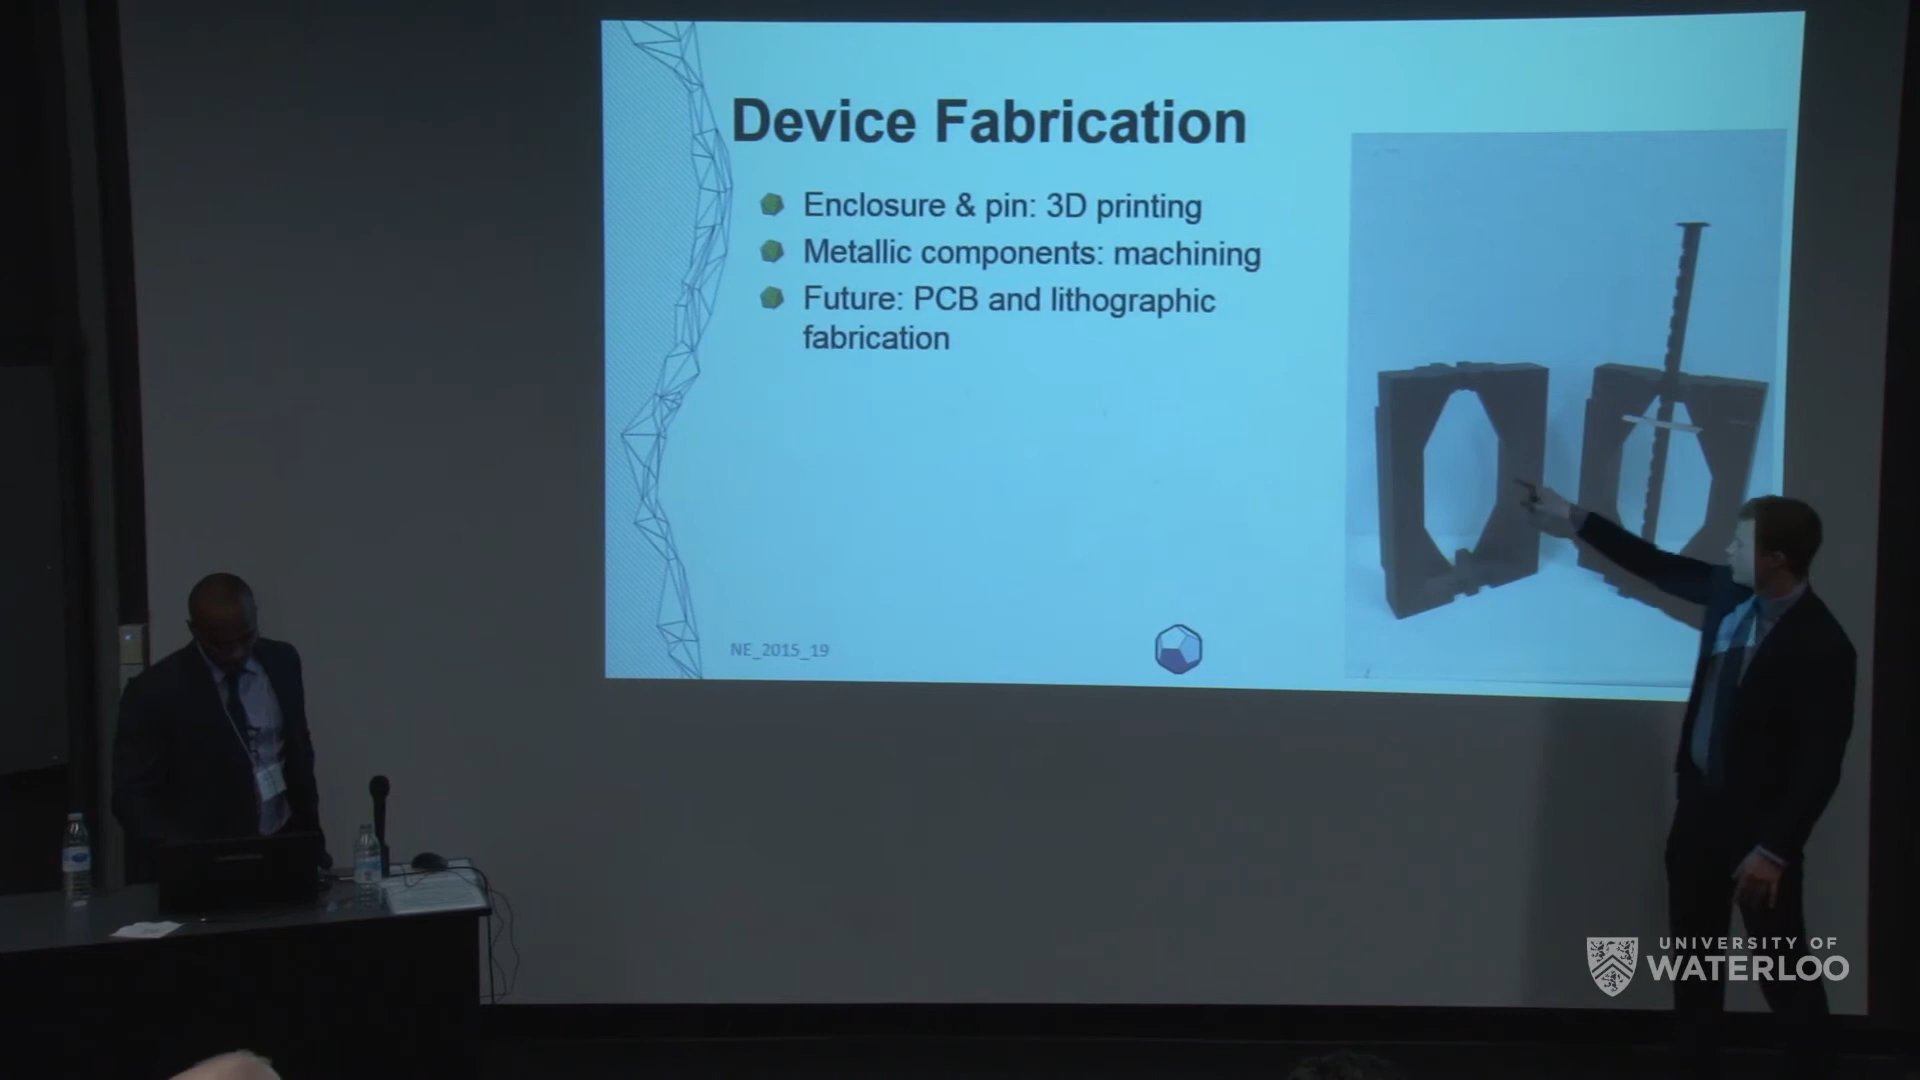 Device Fabrication
Enclosure & pin: 3D printing
Metallic components: machining
Future: PCB and lithographic
fabrication
NE_2015_19
UNIVERSITY OF
WATERLOO